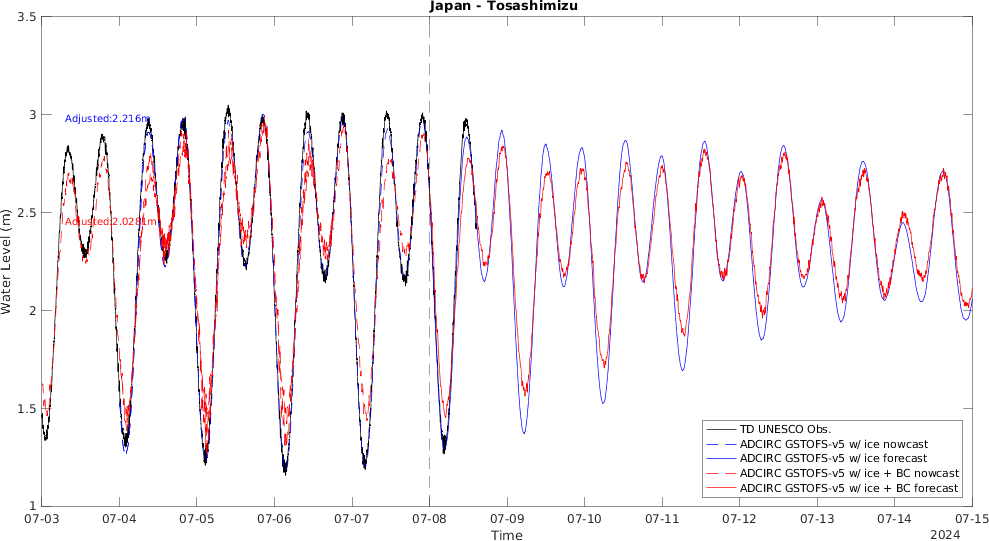 Japan - Tosashimizu
3.5
3
2.5
2
1.5
1
Water Level (m)
Adjusted:2.216m
Adjusted:2.0281m
TD UNESCO Obs.
ADCIRC GSTOFS-v5 w/ ice nowcast
ADCIRC GSTOFS-v5 w/ ice forecast
ADCIRC GSTOFS-v5 w/ ice + BC nowcast
ADCIRC GSTOFS-v5 w/ ice + BC forecast
07-03 07-04 07-05 07-06 07-07 07-08 07-09 07-10 07-11 07-12 07-13 07-14 07-15
Time
2024